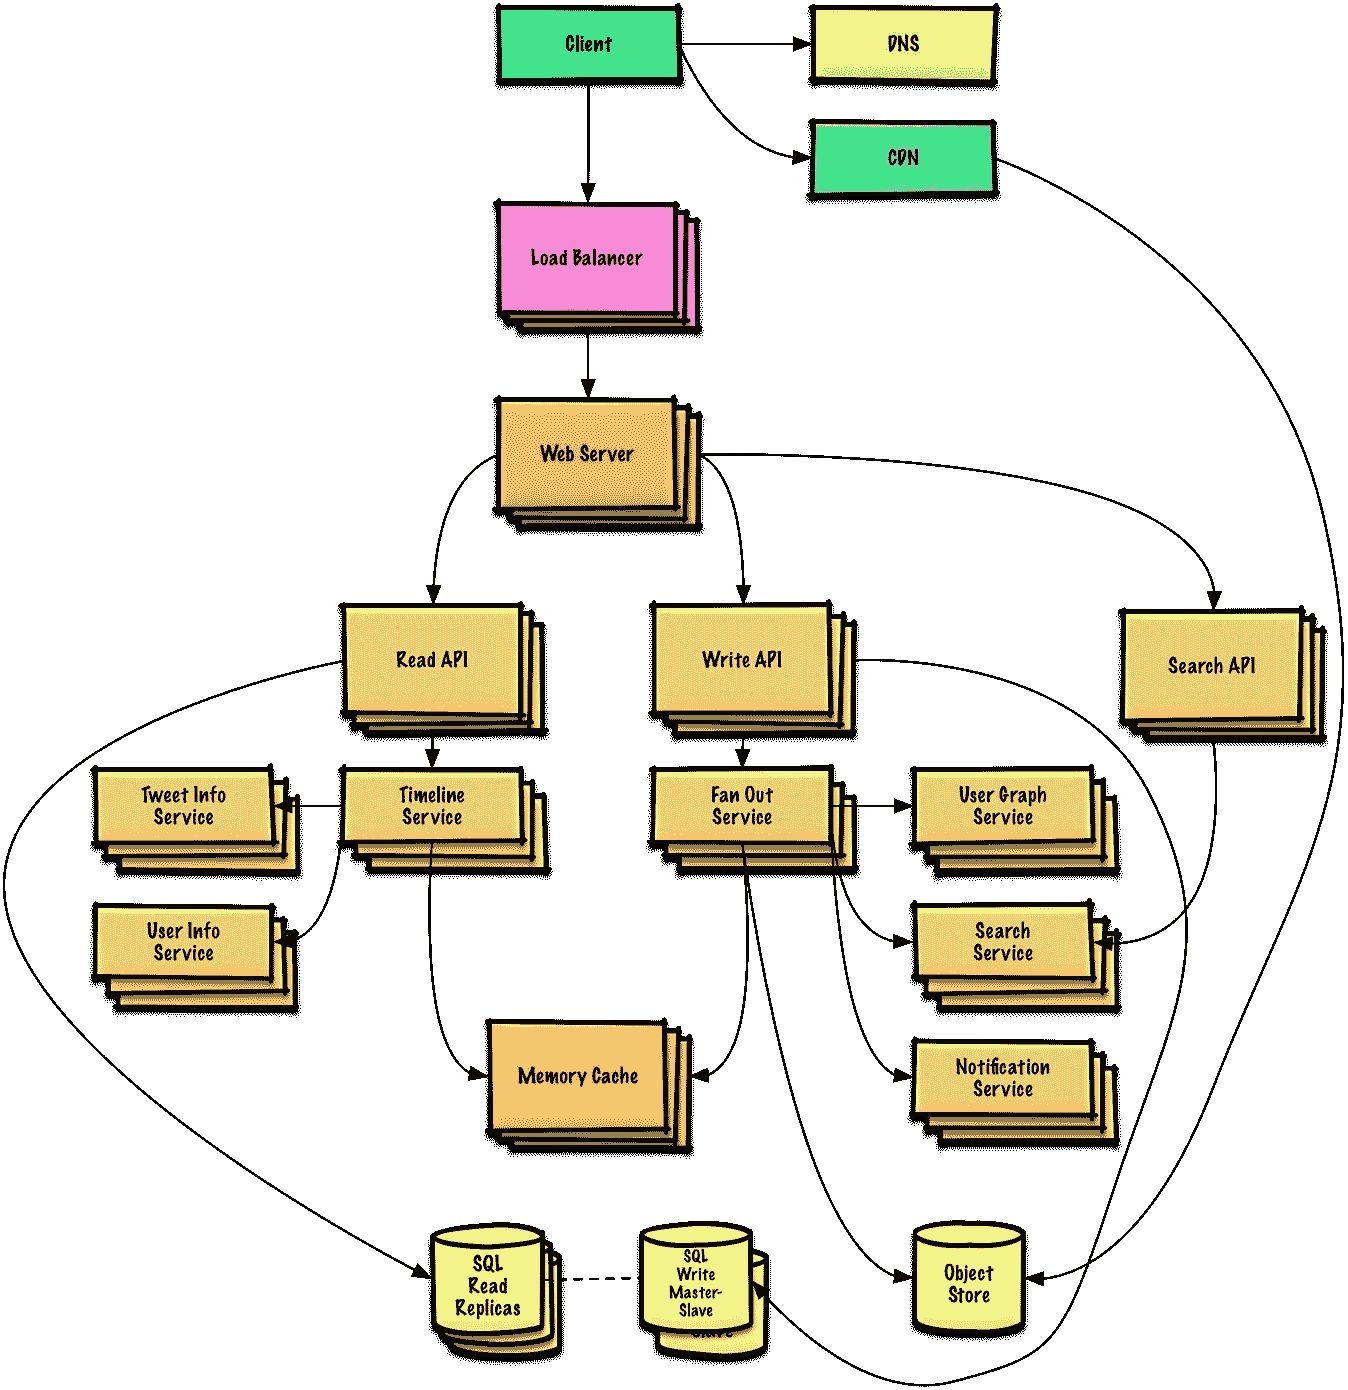 Client
DNS
CDN
Load Balancer
Web Server
Read API
Write API
Search API
Tweet Info
Service
Timeline
Service
Fan Out
Service
User Graph
Service
User Info
Service
Search
Service
Memory Cache
Notification
Service
SQL
Read
Replicas
SQL
Write
Master-
Slave
Slave
Object
Store